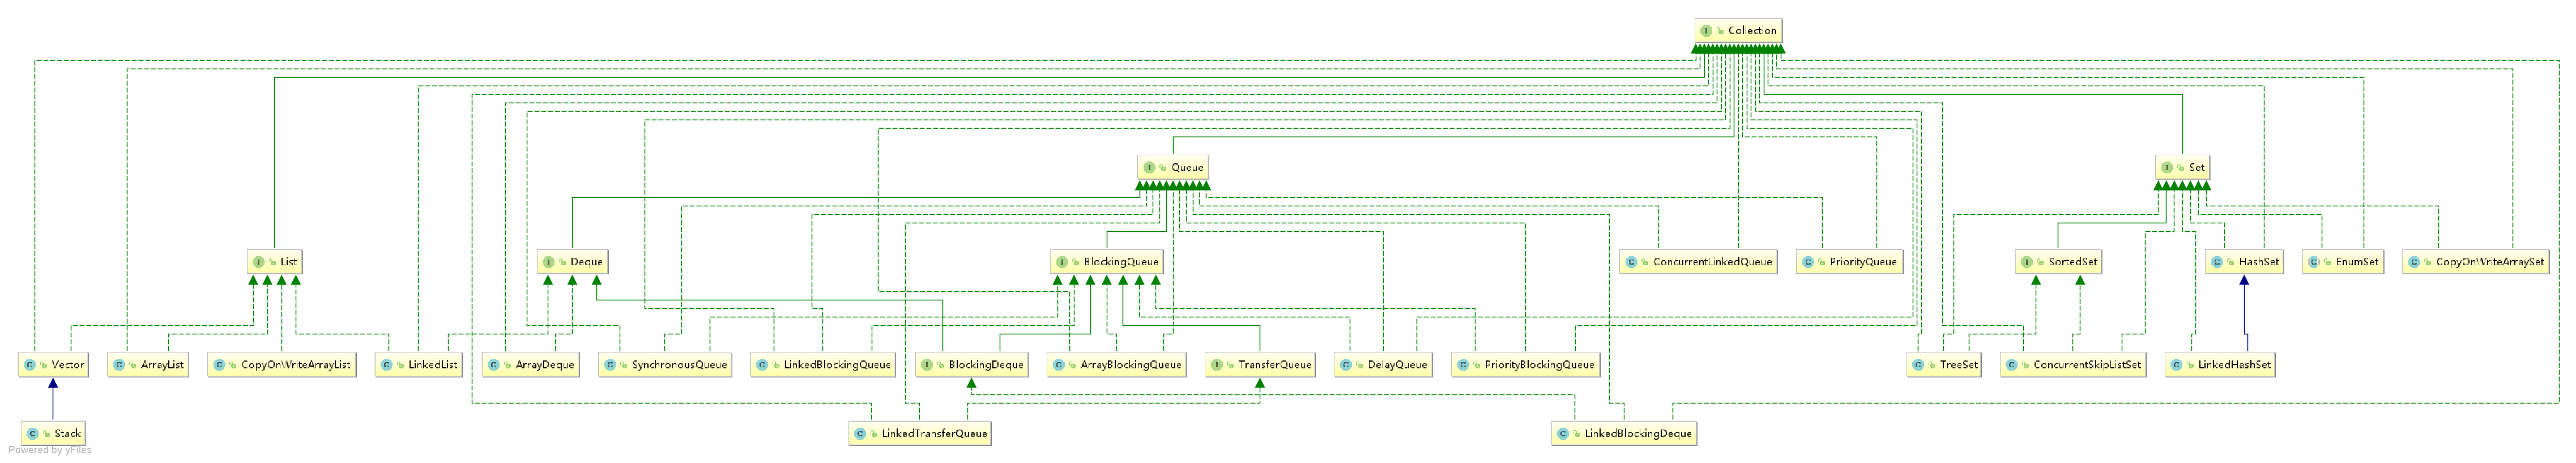 Collection
Queue
Set
List
Deque
BlockingQueue
ConcurrentLinkedQueue
PriorityQueue
SortedSet
HashSet
EnumSet
CopyOnWriteArraySet
Vector
ArrayList
CopyOnWriteArrayList
LinkedList
ArrayDeque
SynchronousQueue
LinkedBlockingQueue
BlockingDeque
ArrayBlockingQueue
TransferQueue
DelayQueue
PriorityBlockingQueue
TreeSet
ConcurrentSkipListSet
LinkedHashSet
Stack
LinkedTransferQueue
LinkedBlockingDeque
Powered by yFiles